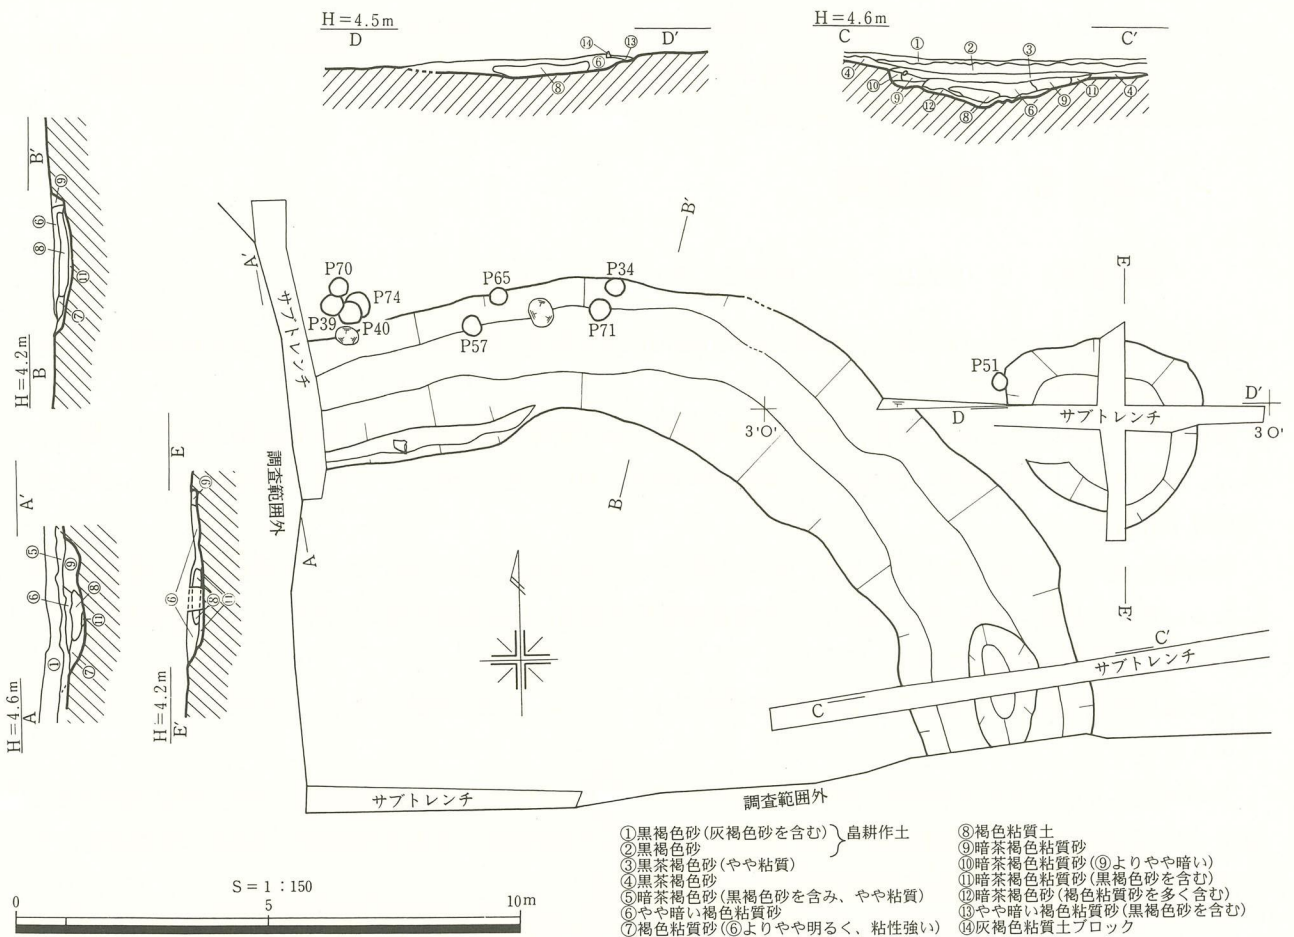 H=4.5m
D
D'
⑭
⑬
⑥
⑧
H=4.6m
C
C'
①
②
③
④
⑩
⑨
⑫
⑧
⑥
⑨
⑪
④
B'
⑨
⑥
⑧
⑪
⑦
H=4.2m
B
A'
⑤
⑨
⑥
⑧
⑪
①
⑦
H=4.6m
A
E
⑨
⑥
⑧
⑪
H=4.2m
E'
A'
サブトレンチ
P70
P74
P39
P40
P65
P57
P34
P71
B'
B
3'O'
調査範囲外
A
E
P51
D
サブトレンチ
D'
3O'
E'
C'
サブトレンチ
C
サブトレンチ
調査範囲外
①黒褐色砂(灰褐色砂を含む)
②黒褐色砂
畠耕作土
③黒茶褐色砂(やや粘質)
④黒茶褐色砂
⑤暗茶褐色砂(黒褐色砂を含み、やや粘質)
⑥やや暗い褐色粘質砂
⑦褐色粘質砂(⑥よりやや明るく、粘性強い)
⑧褐色粘質土
⑨暗茶褐色粘質砂
⑩暗茶褐色粘質砂(⑨よりやや暗い)
⑪暗茶褐色粘質砂(黒褐色砂を含む)
⑫暗茶褐色砂(褐色粘質砂を多く含む)
⑬やや暗い褐色粘質砂(黒褐色砂を含む)
⑭灰褐色粘質土ブロック
S=1:150
0
5
10m